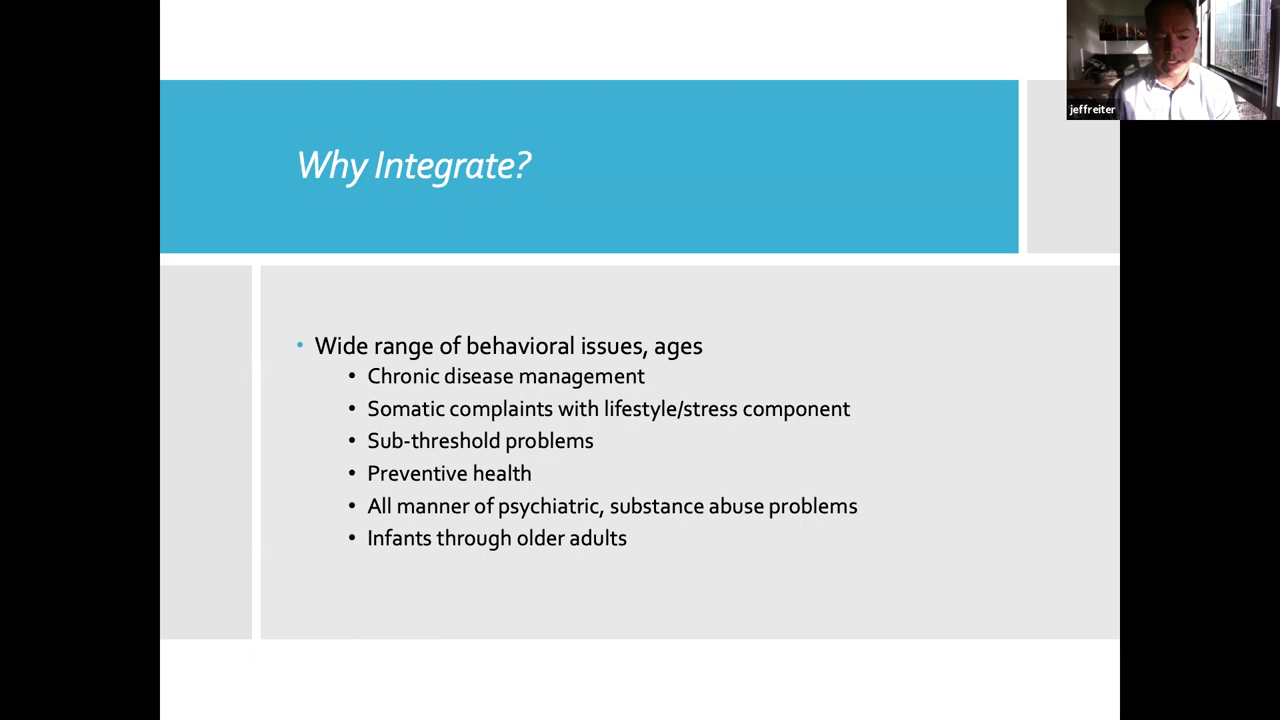 jeffreiter
Why Integrate?
• Wide range of behavioral issues, ages
• Chronic disease management
• Somatic complaints with lifestyle/stress component
• Sub-threshold problems
• Preventive health
• All manner of psychiatric, substance abuse problems
• Infants through older adults